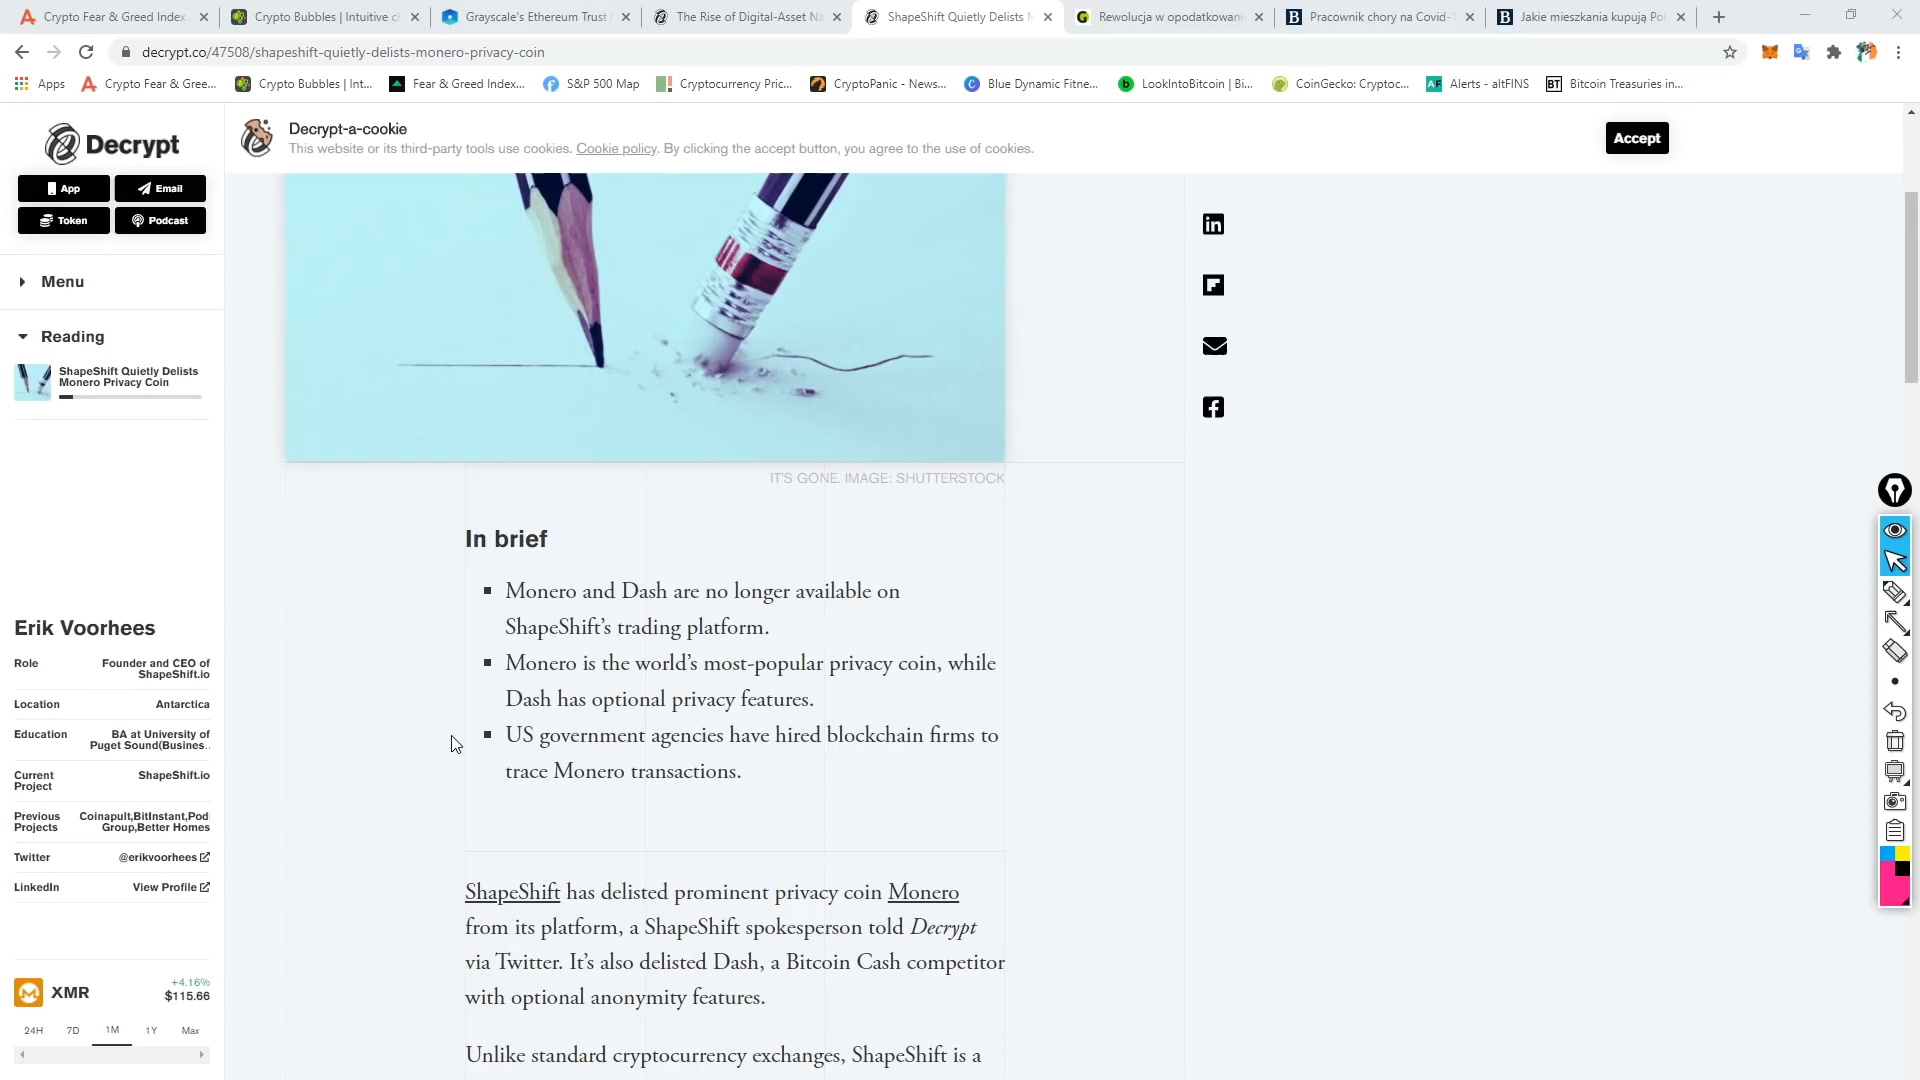 Crypto Fear & Greed Index
Crypto Bubbles | Intuitive c
Grayscale's Ethereum Trust
The Rise of Digital-Asset Na
ShapeShift Quietly Delists M
Rewolucja w opodatkowani
Pracownik chory na Covid-1
Jakie mieszkania kupują Pol
decrypt.co/47508/shapeshift-quietly-delists-monero-privacy-coin
Apps
Crypto Fear & Gree...
Crypto Bubbles | Int...
Fear & Greed Index...
S&P 500 Map
Cryptocurrency Pric...
CryptoPanic - News...
Blue Dynamic Fitne...
LookIntoBitcoin | Bi...
CoinGecko: Cryptoc...
Alerts - altFINS
Bitcoin Treasuries in...
Decrypt
App
Email
Token
Podcast
Menu
Reading
ShapeShift Quietly Delists
Monero Privacy Coin
Erik Voorhees
Role Founder and CEO of
ShapeShift.io
Location Antarctica
Education BA at University of
Puget Sound(Busines..
Current ShapeShift.io
Project
Previous Coinapult,BitInstant,Pod
Projects Group,Better Homes
Twitter @erikvoorhees
LinkedIn View Profile
XMR +4.16%
$115.66
24H 7D 1M 1Y Max
Decrypt-a-cookie
This website or its third-party tools use cookies. Cookie policy. By clicking the accept button, you agree to the use of cookies.
Accept
IT'S GONE. IMAGE: SHUTTERSTOCK
In brief
Monero and Dash are no longer available on
ShapeShift's trading platform.
Monero is the world's most-popular privacy coin, while
Dash has optional privacy features.
US government agencies have hired blockchain firms to
trace Monero transactions.
ShapeShift has delisted prominent privacy coin Monero
from its platform, a ShapeShift spokesperson told Decrypt
via Twitter. It's also delisted Dash, a Bitcoin Cash competitor
with optional anonymity features.
Unlike standard cryptocurrency exchanges, ShapeShift is a